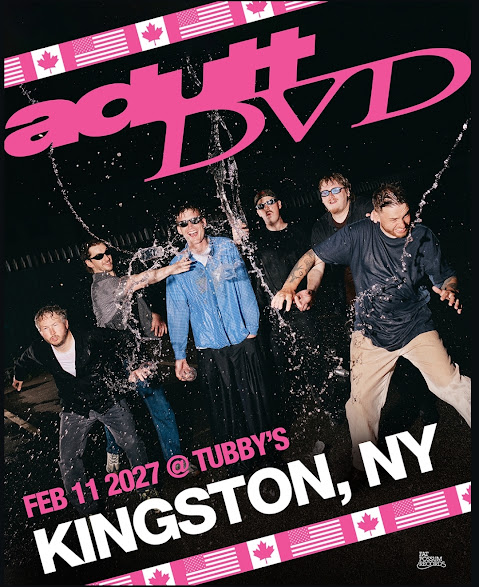 adult
DVD
FEB 11 2027 @ TUBBY'S
KINGSTON, NY
FAT
POSSUM
RECORDS